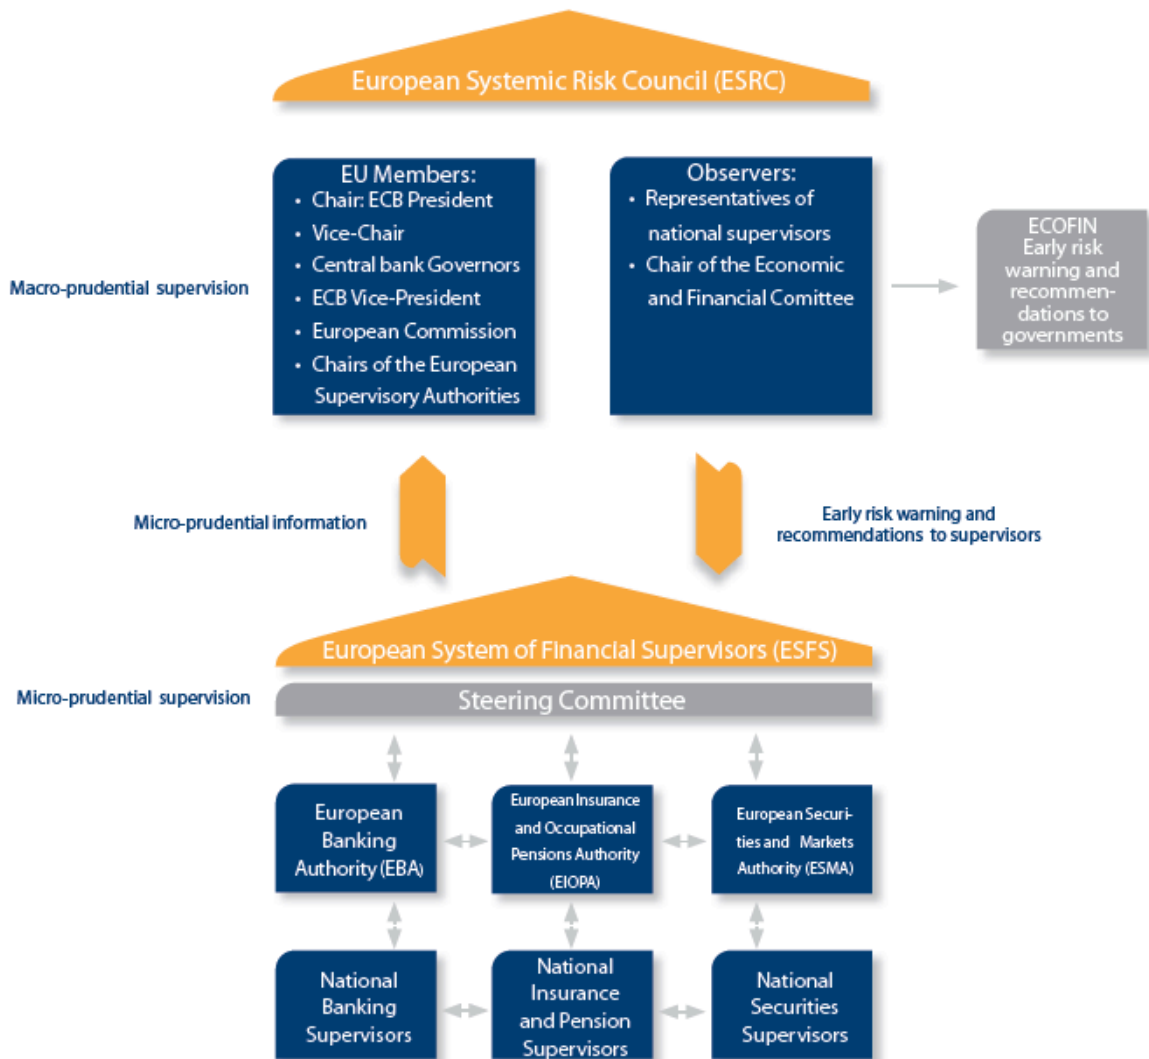 European Systemic Risk Council (ESRC)
EU Members:
• Chair: ECB President
• Vice-Chair
• Central bank Governors
• ECB Vice-President
• European Commission
• Chairs of the European
Supervisory Authorities
Observers:
• Representatives of
national supervisors
• Chair of the Economic
and Financial Comittee
ECOFIN
Early risk
warning and
recommen-
dations to
governments
Macro-prudential supervision
Micro-prudential information
Early risk warning and
recommendations to supervisors
European System of Financial Supervisors (ESFS)
Micro-prudential supervision
Steering Committee
European
Banking
Authority (EBA)
European Insurance
and Occupational
Pensions Authority
(EIOPA)
European Securi-
ties and Markets
Authority (ESMA)
National
Banking
Supervisors
National
Insurance
and Pension
Supervisors
National
Securities
Supervisors